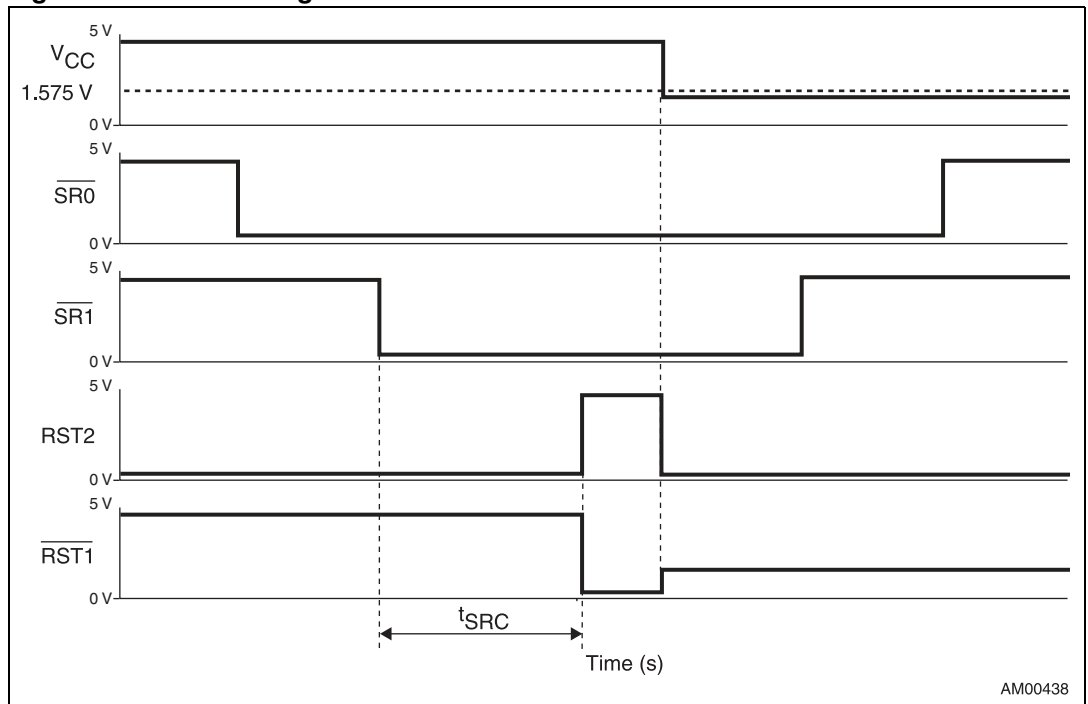 5 V
VCC
1.575 V
0 V
5 V
SR0
0 V
5 V
SR1
0 V
5 V
RST2
0 V
5 V
RST1
0 V
tSRC
Time (s)
AM00438